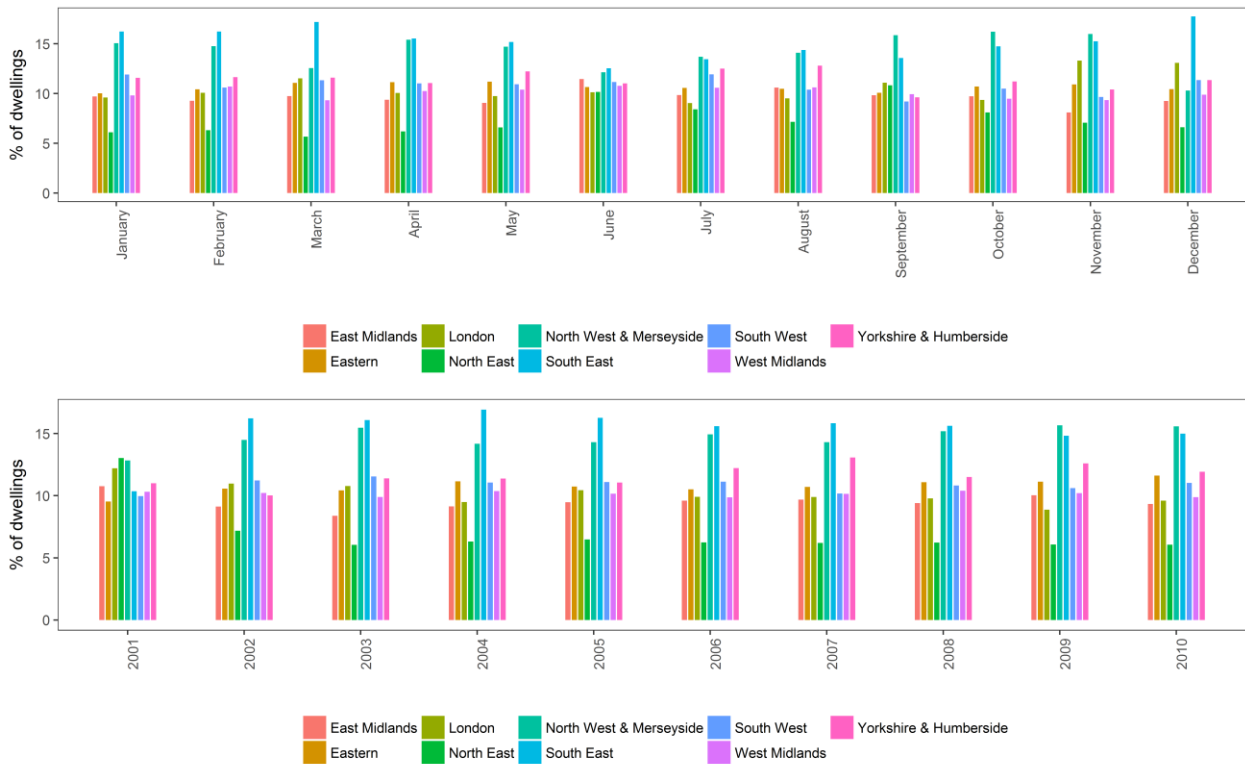 % of dwellings
15
10
5
0
January
February
March
April
May
June
July
August
September
October
November
December
East Midlands London North West & Merseyside South West Yorkshire & Humberside
Eastern North East South East West Midlands
% of dwellings
15
10
5
0
2001
2002
2003
2004
2005
2006
2007
2008
2009
2010
East Midlands London North West & Merseyside South West Yorkshire & Humberside
Eastern North East South East West Midlands